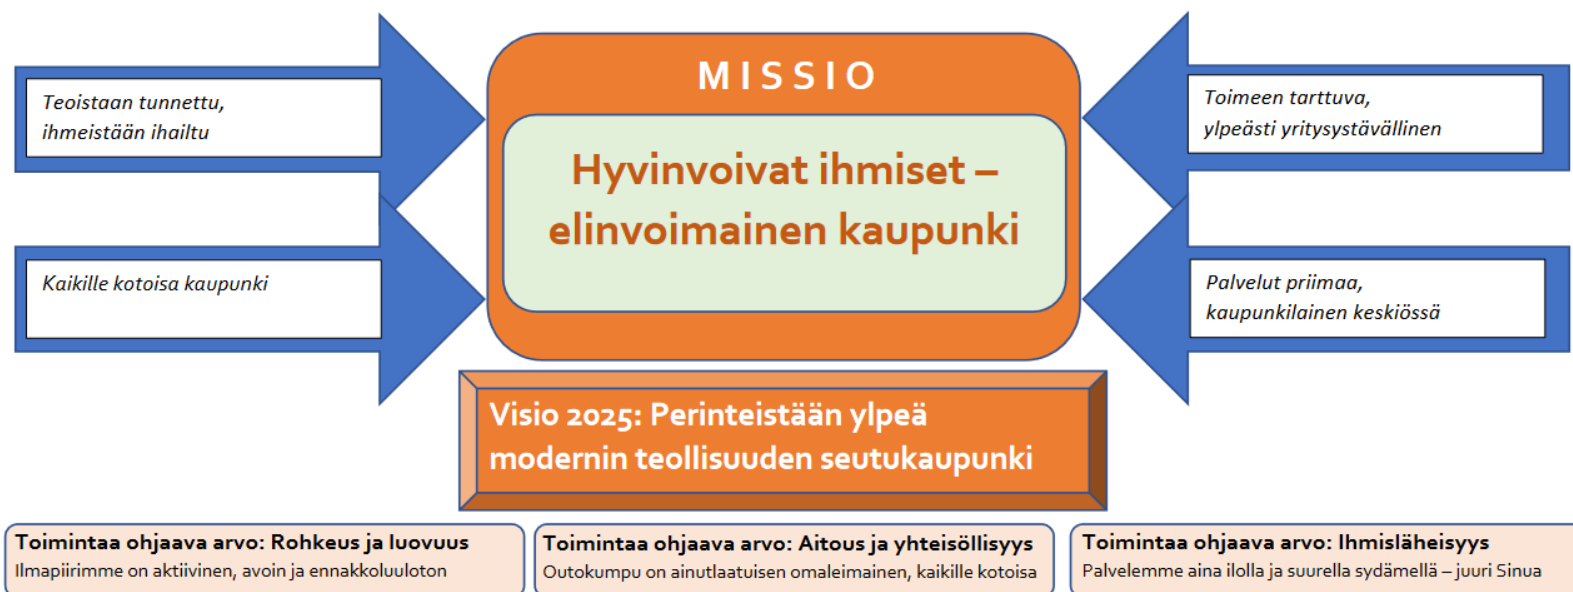 MISSIO
Teoistaan tunnettu,
ihmeistään ihailtu
Toimeen tarttuva,
ylpeästi yritysystävällinen
Hyvinvoivat ihmiset –
elinvoimainen kaupunki
Kaikille kotoisa kaupunki
Palvelut priimaa,
kaupunkilainen keskiössä
Visio 2025: Perinteistään ylpeä
modernin teollisuuden seutukaupunki
Toimintaa ohjaava arvo: Rohkeus ja luovuus
Ilmapiirimme on aktiivinen, avoin ja ennakkoluuloton
Toimintaa ohjaava arvo: Aitous ja yhteisöllisyys
Outokumpu on ainutlaatuisen omaleimainen, kaikille kotoisa
Toimintaa ohjaava arvo: Ihmisläheisyys
Palvelemme aina ilolla ja suurella sydämellä – juuri Sinua